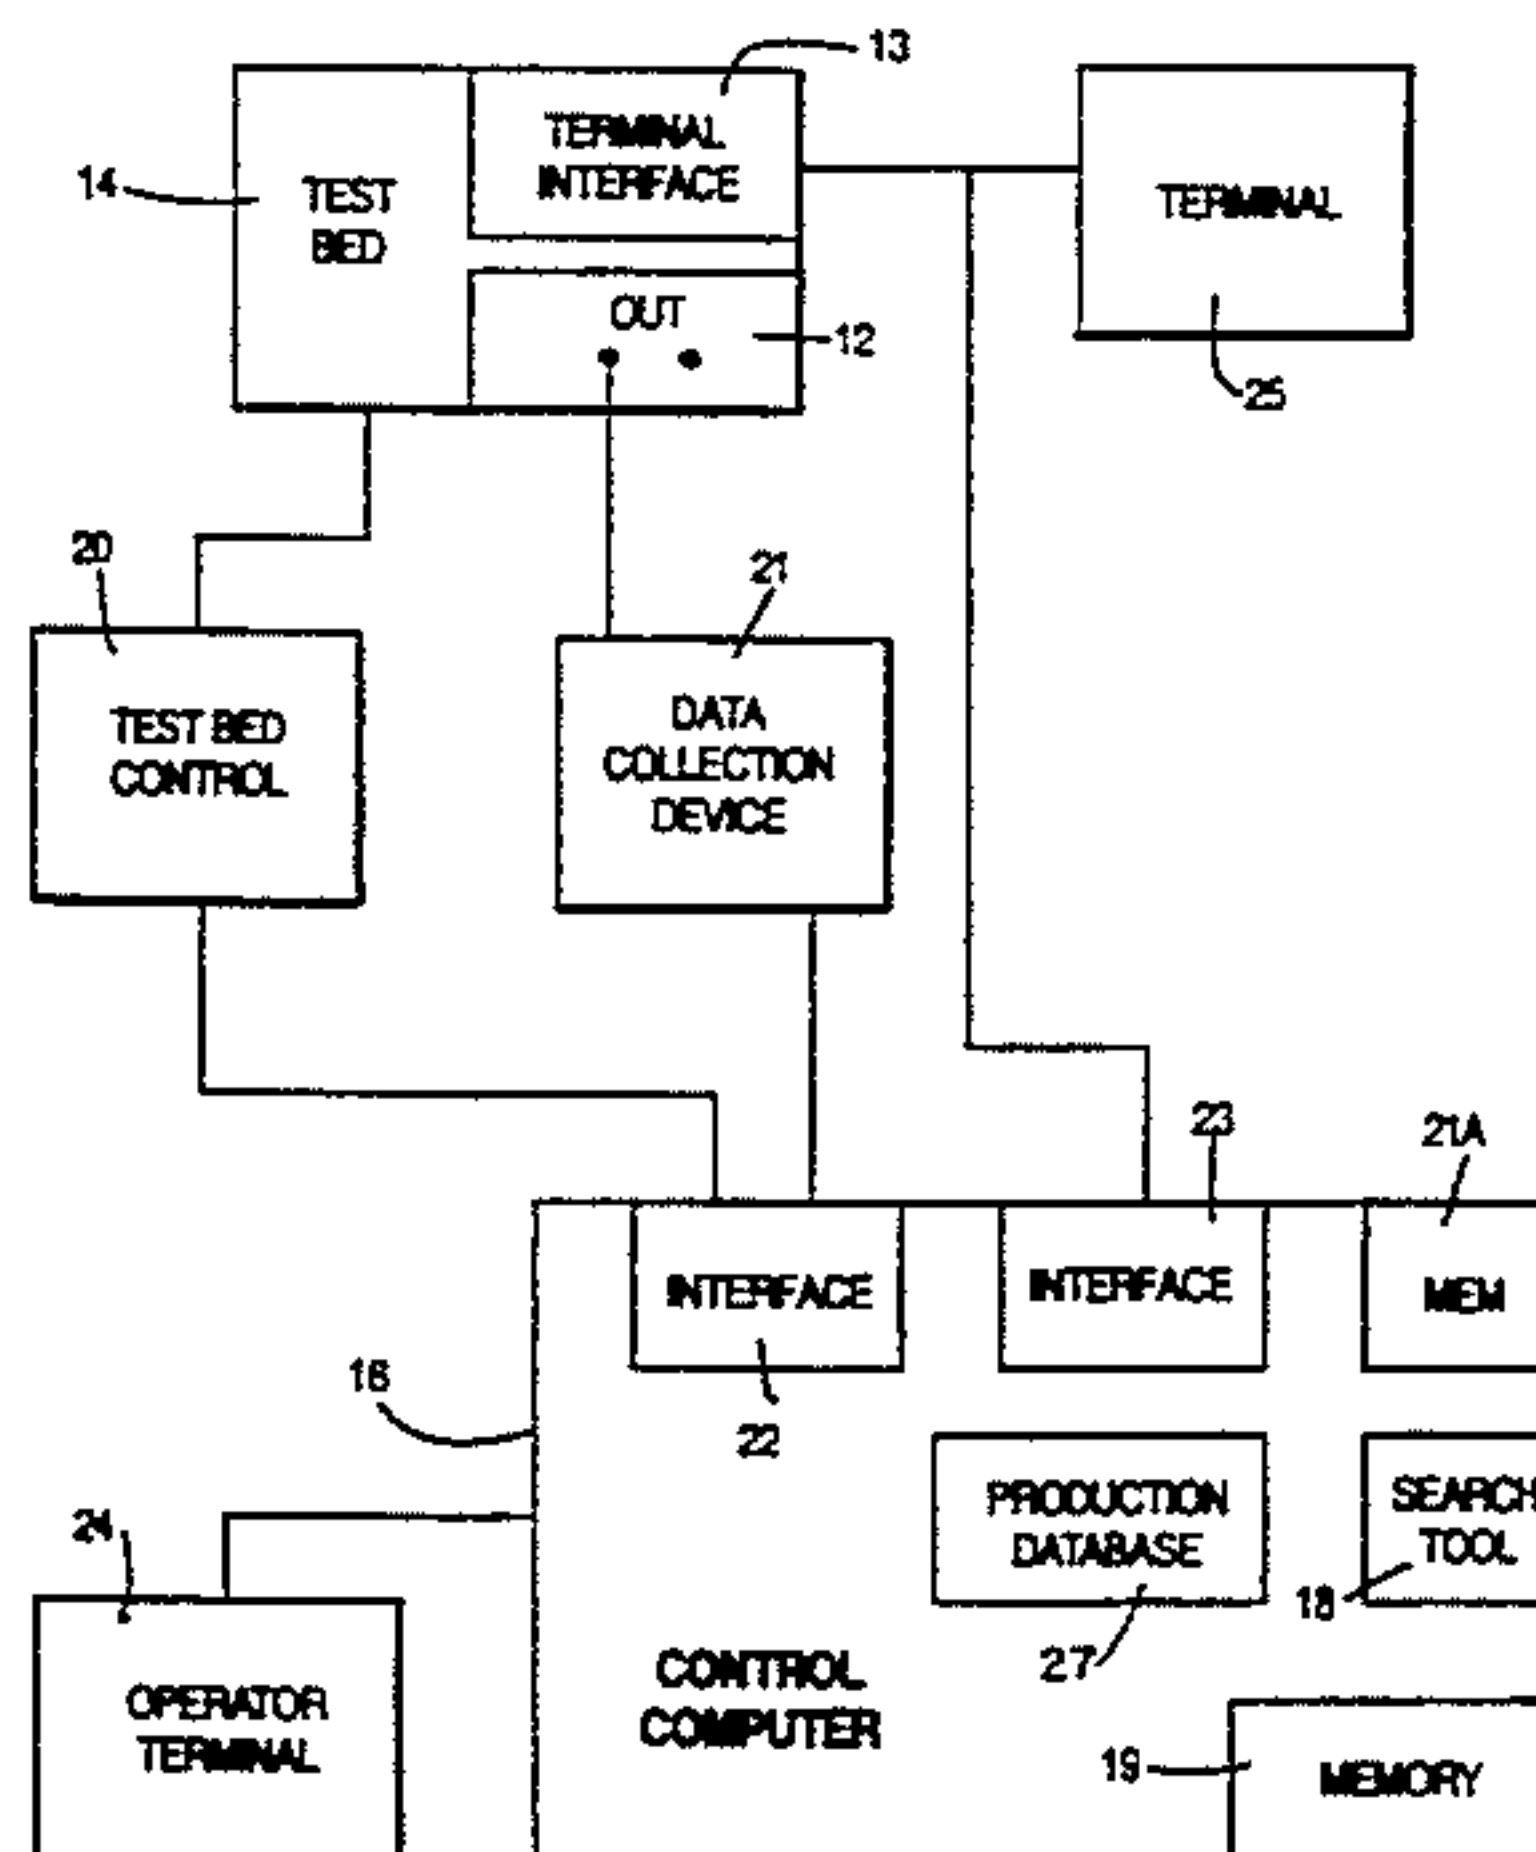 13
TERMINAL
INTERFACE
14
TEST
BED
TERMINAL
OUT
12
25
20
21
TEST BED
CONTROL
DATA
COLLECTION
DEVICE
23
21A
INTERFACE
INTERFACE
MEM
16
22
24
PRODUCTION
DATABASE
SEARCH
TOOL
18
27
CONTROL
COMPUTER
OPERATOR
TERMINAL
19
MEMORY